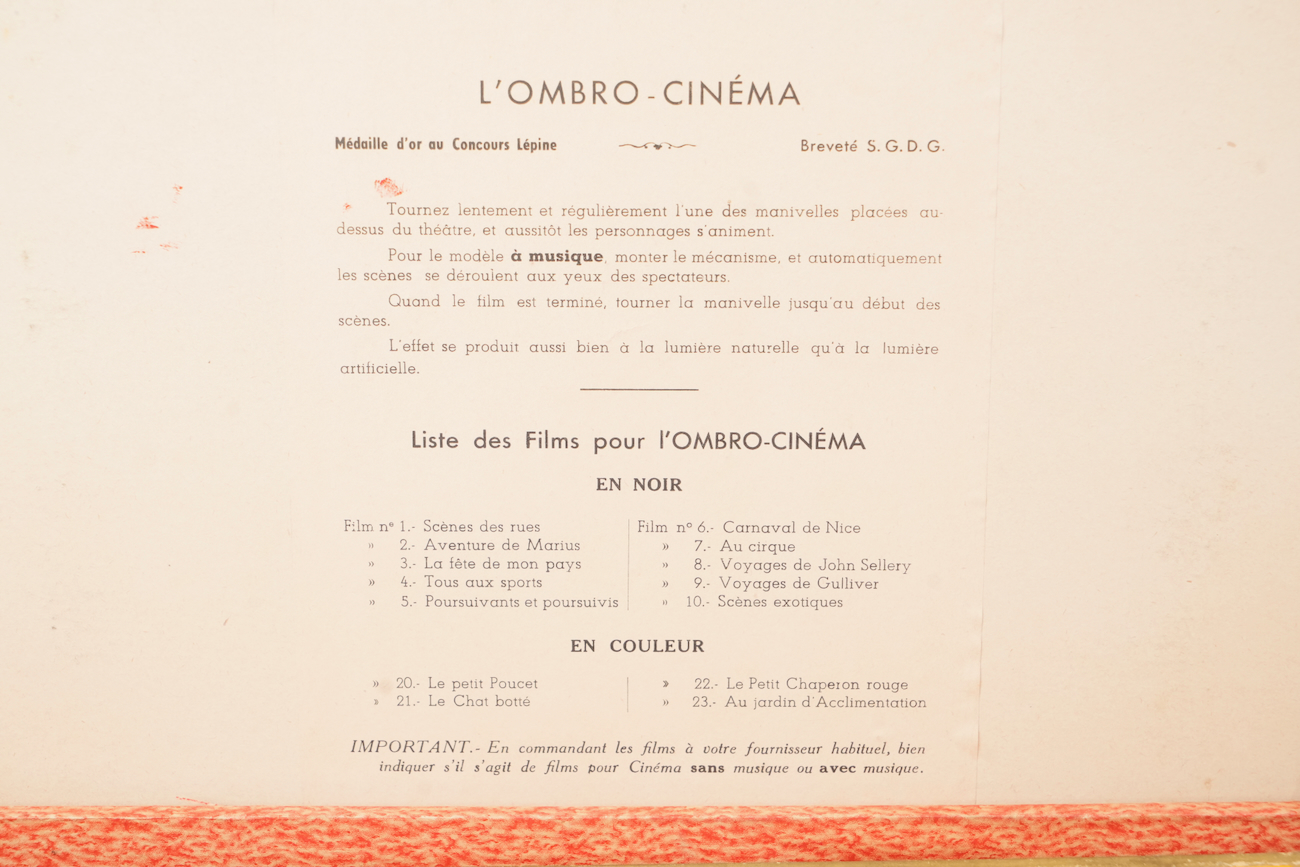 L'OMBRO-CINÉMA
Médaille d'or au Concours Lépine Breveté S. G. D. G.
Tournez lentement et régulièrement l'une des manivelles placées au-
dessus du théâtre, et aussitôt les personnages s'animent.
Pour le modèle à musique, monter le mécanisme, et automatiquement
les scènes se déroulent aux yeux des spectateurs.
Quand le film est terminé, tourner la manivelle jusqu'au début des
scènes.
L'effet se produit aussi bien à la lumière naturelle qu'à la lumière
artificielle.
Liste des Films pour l'OMBRO-CINÉMA
EN NOIR
Film nº 1.- Scènes des rues
» 2.- Aventure de Marius
» 3.- La fête de mon pays
» 4.- Tous aux sports
» 5.- Poursuivants et poursuivis
Film nº 6.- Carnaval de Nice
» 7.- Au cirque
» 8.- Voyages de John Sellery
» 9.- Voyages de Gulliver
» 10.- Scènes exotiques
EN COULEUR
» 20.- Le petit Poucet
» 21.- Le Chat botté
» 22.- Le Petit Chaperon rouge
» 23.- Au jardin d'Acclimentation
IMPORTANT.- En commandant les films à votre fournisseur habituel, bien
indiquer s'il s'agit de films pour Cinéma sans musique ou avec musique.